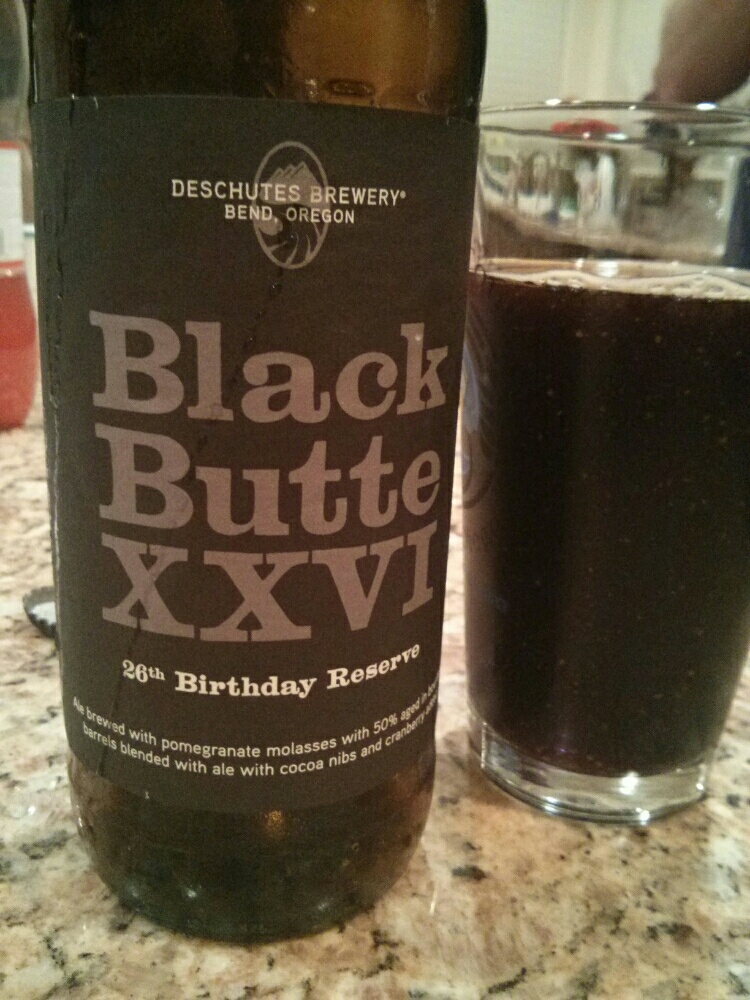 DESCHUTES BREWERY®
BEND, OREGON
Black
Butte
XXVI
26th Birthday Reserve
Ale brewed with pomegranate molasses with 50% aged in
barrels blended with ale with cocoa nibs and